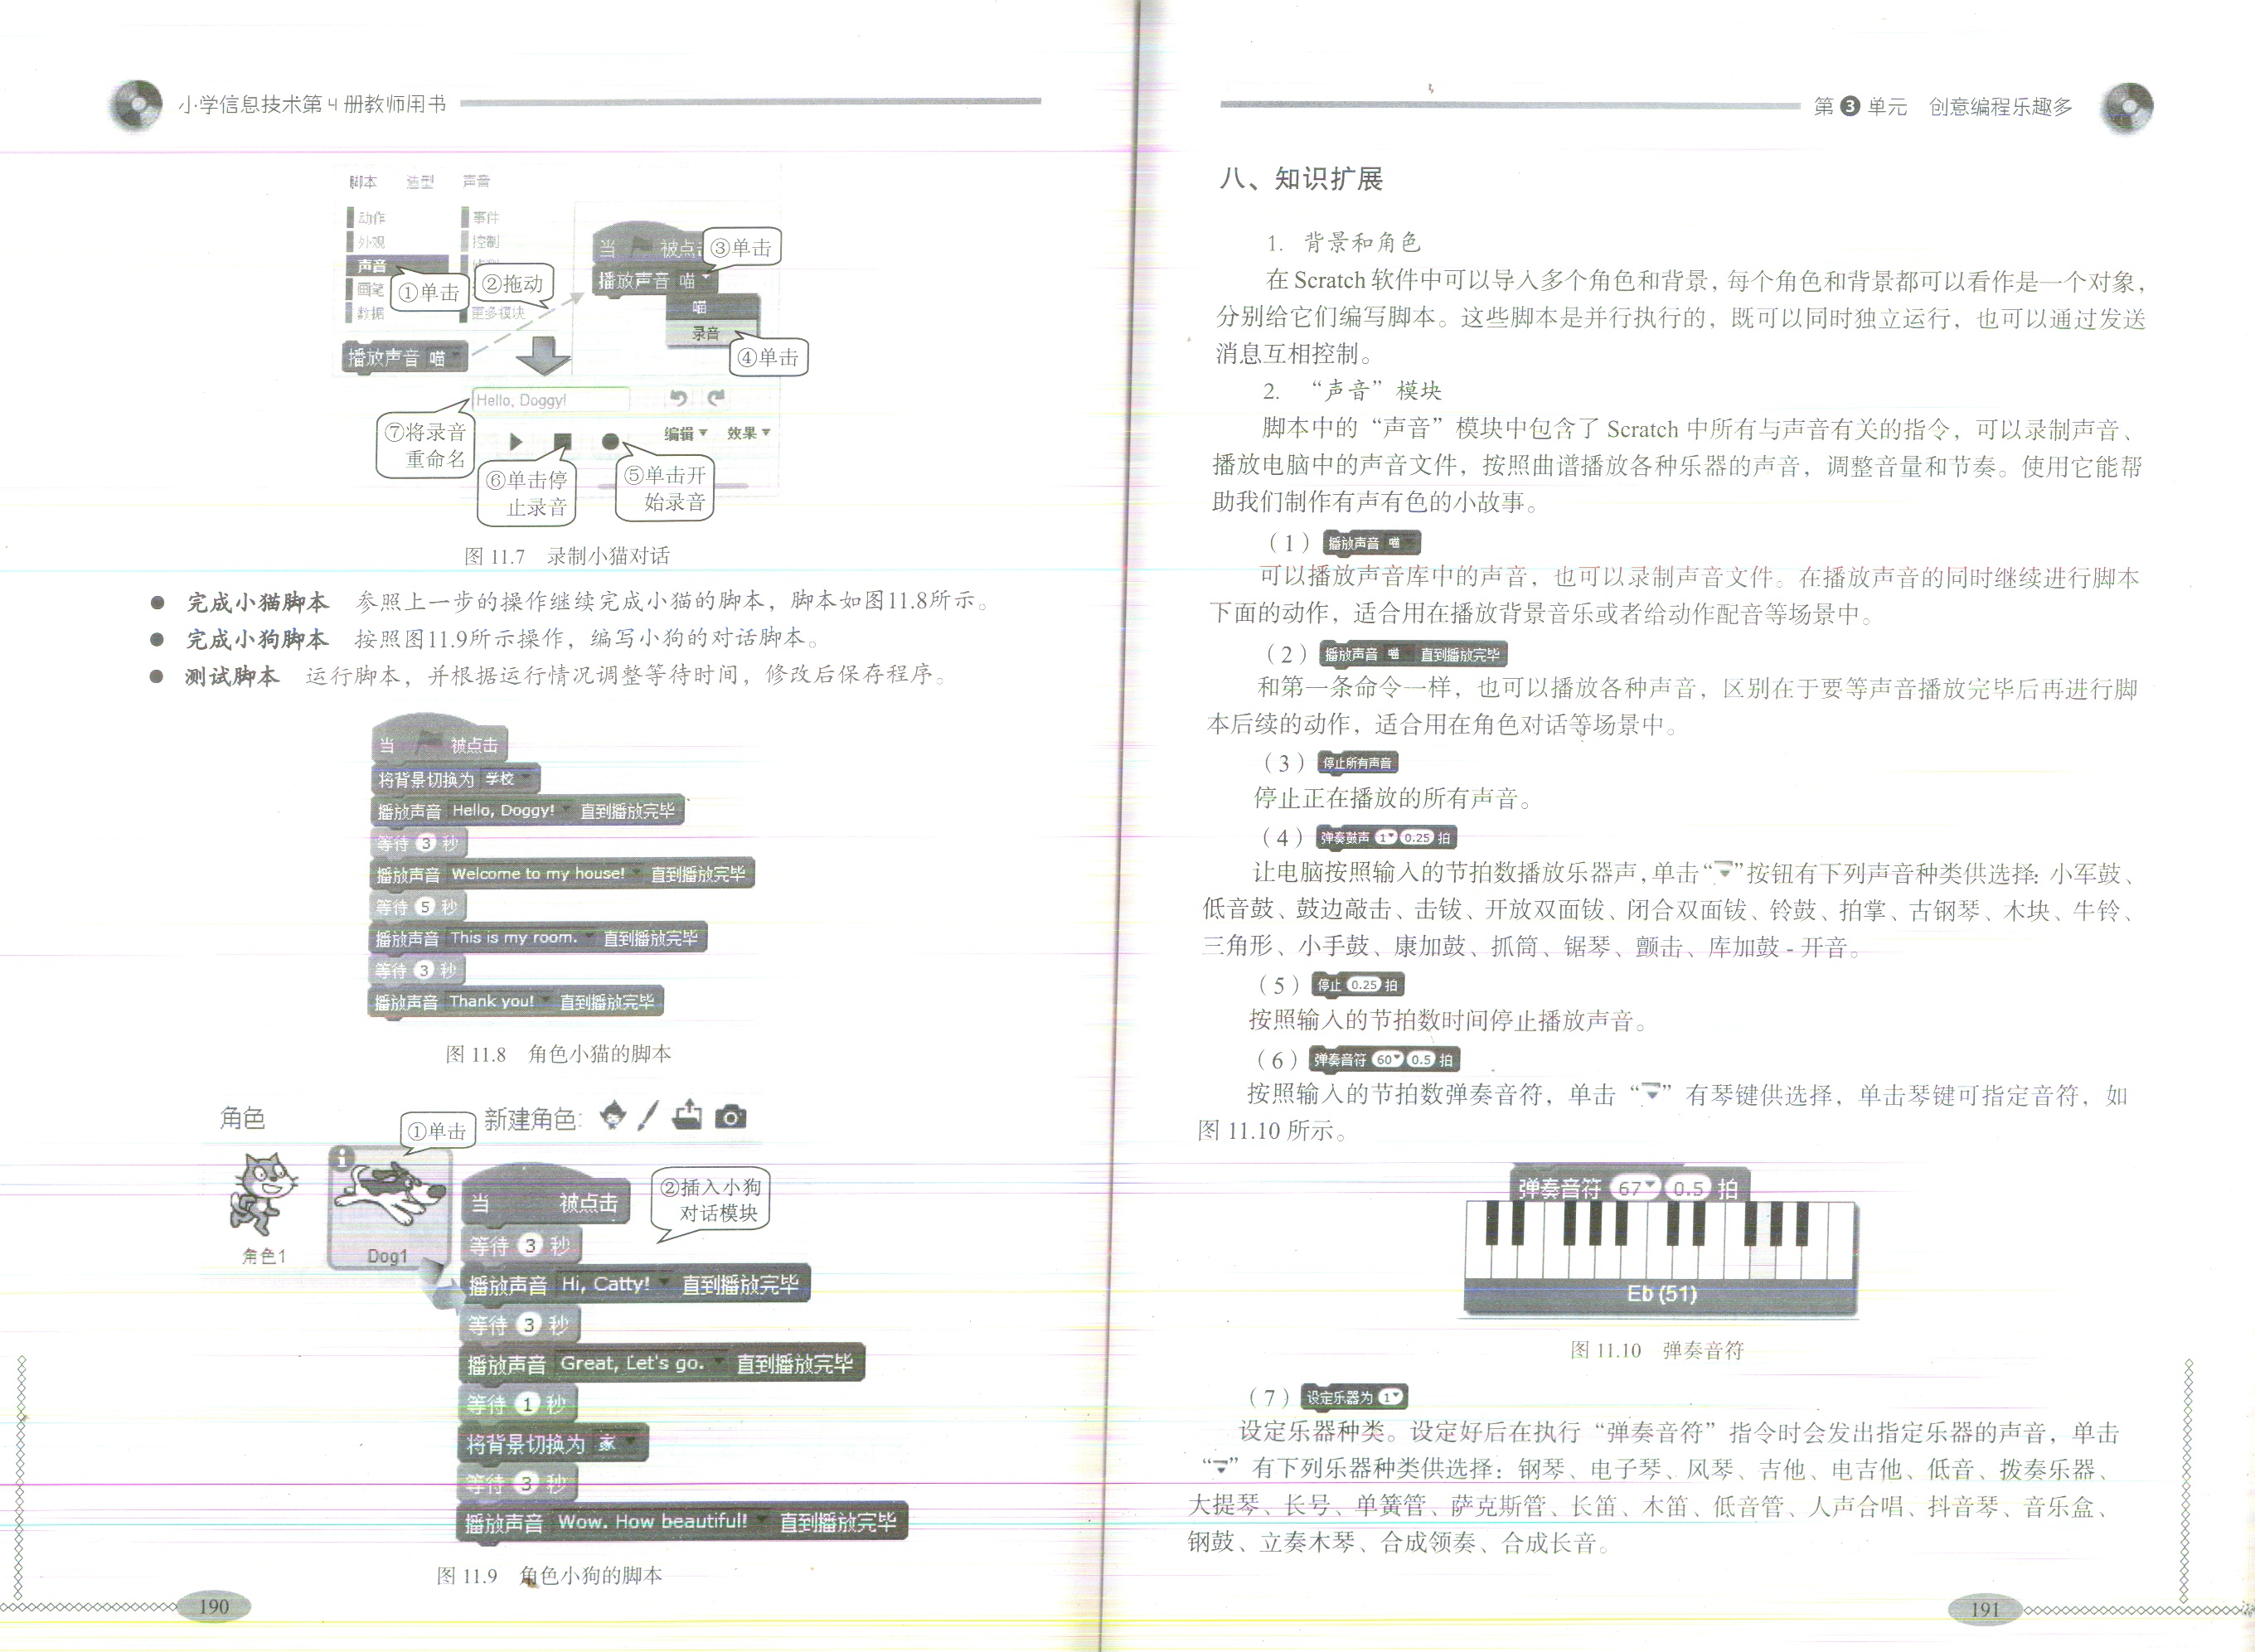 小学信息技术第4册教师用书
脚本 造型 声音
动作 事件
外观 控制
声音
画笔
数据 更多模块
①单击
②拖动
播放声音 喵
当 被点击
③单击
播放声音 喵
喵
录音
④单击
Hello, Doggy!
⑦将录音
重命名
编辑 效果
⑥单击停
止录音
⑤单击开
始录音
图 11.7 录制小猫对话
● 完成小猫脚本 参照上一步的操作继续完成小猫的脚本，脚本如图11.8所示。
● 完成小狗脚本 按照图11.9所示操作，编写小狗的对话脚本。
● 测试脚本 运行脚本，并根据运行情况调整等待时间，修改后保存程序。
当 被点击
将背景切换为 学校
播放声音 Hello, Doggy! 直到播放完毕
等待 3 秒
播放声音 Welcome to my house! 直到播放完毕
等待 5 秒
播放声音 This is my room. 直到播放完毕
等待 3 秒
播放声音 Thank you! 直到播放完毕
图 11.8 角色小猫的脚本
角色 新建角色:
①单击
角色1
Dog1
②插入小狗
对话模块
当 被点击
等待 3 秒
播放声音 Hi, Catty! 直到播放完毕
等待 3 秒
播放声音 Great, Let's go. 直到播放完毕
等待 1 秒
将背景切换为 家
等待 3 秒
播放声音 Wow. How beautiful! 直到播放完毕
图 11.9 角色小狗的脚本
190
第3单元 创意编程乐趣多
八、知识扩展
1. 背景和角色
在 Scratch 软件中可以导入多个角色和背景，每个角色和背景都可以看作是一个对象，
分别给它们编写脚本。这些脚本是并行执行的，既可以同时独立运行，也可以通过发送
消息互相控制。
2. “声音”模块
脚本中的“声音”模块中包含了 Scratch 中所有与声音有关的指令，可以录制声音、
播放电脑中的声音文件，按照曲谱播放各种乐器的声音，调整音量和节奏。使用它能帮
助我们制作有声有色的小故事。
（1）播放声音 喵
可以播放声音库中的声音，也可以录制声音文件。在播放声音的同时继续进行脚本
下面的动作，适合用在播放背景音乐或者给动作配音等场景中。
（2）播放声音 喵 直到播放完毕
和第一条命令一样，也可以播放各种声音，区别在于要等声音播放完毕后再进行脚
本后续的动作，适合用在角色对话等场景中。
（3）停止所有声音
停止正在播放的所有声音。
（4）弹奏鼓声 1 0.25 拍
让电脑按照输入的节拍数播放乐器声，单击“▼”按钮有下列声音种类供选择：小军鼓、
低音鼓、鼓边敲击、击钹、开放双面钹、闭合双面钹、铃鼓、拍掌、古钢琴、木块、牛铃、
三角形、小手鼓、康加鼓、抓筒、锯琴、颤击、库加鼓 - 开音。
（5）停止 0.25 拍
按照输入的节拍数时间停止播放声音。
（6）弹奏音符 60 0.5 拍
按照输入的节拍数弹奏音符，单击“▼”有琴键供选择，单击琴键可指定音符，如
图 11.10 所示。
弹奏音符 67 0.5 拍
Eb (51)
图 11.10 弹奏音符
（7）设定乐器为 1
设定乐器种类。设定好后在执行“弹奏音符”指令时会发出指定乐器的声音，单击
“▼”有下列乐器种类供选择：钢琴、电子琴、风琴、吉他、电吉他、低音、拨奏乐器、
大提琴、长号、单簧管、萨克斯管、长笛、木笛、低音管、人声合唱、抖音琴、音乐盒、
钢鼓、立奏木琴、合成领奏、合成长音。
191